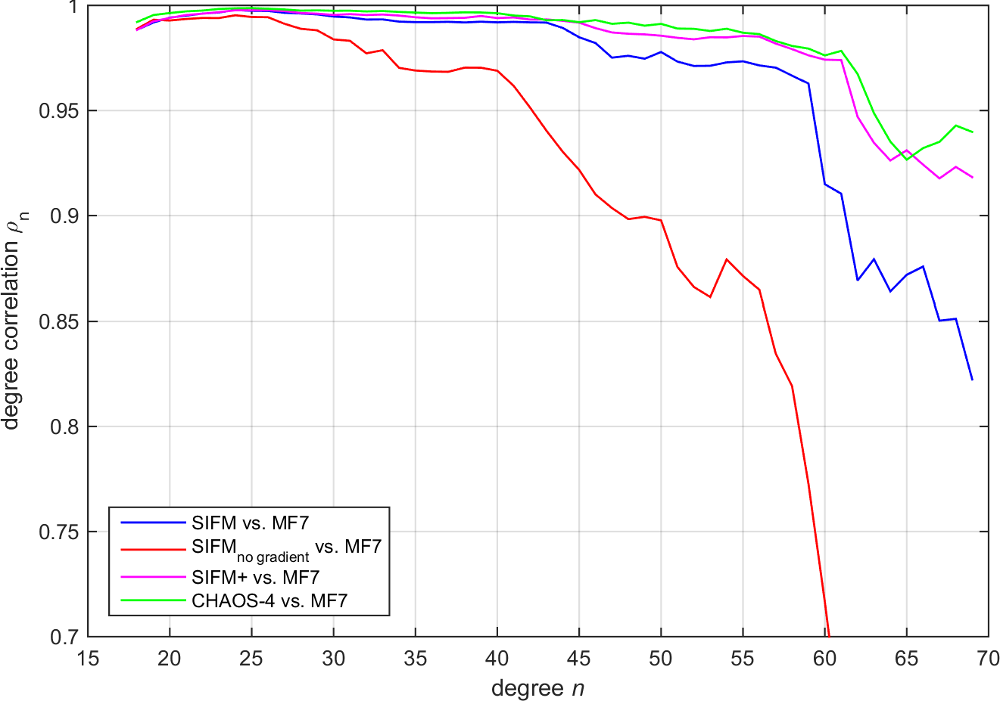 1
0.95
0.9
0.85
0.8
0.75
0.7
degree correlation ρn
SIFM vs. MF7
SIFMno gradient vs. MF7
SIFM+ vs. MF7
CHAOS-4 vs. MF7
15 20 25 30 35 40 45 50 55 60 65 70
degree n